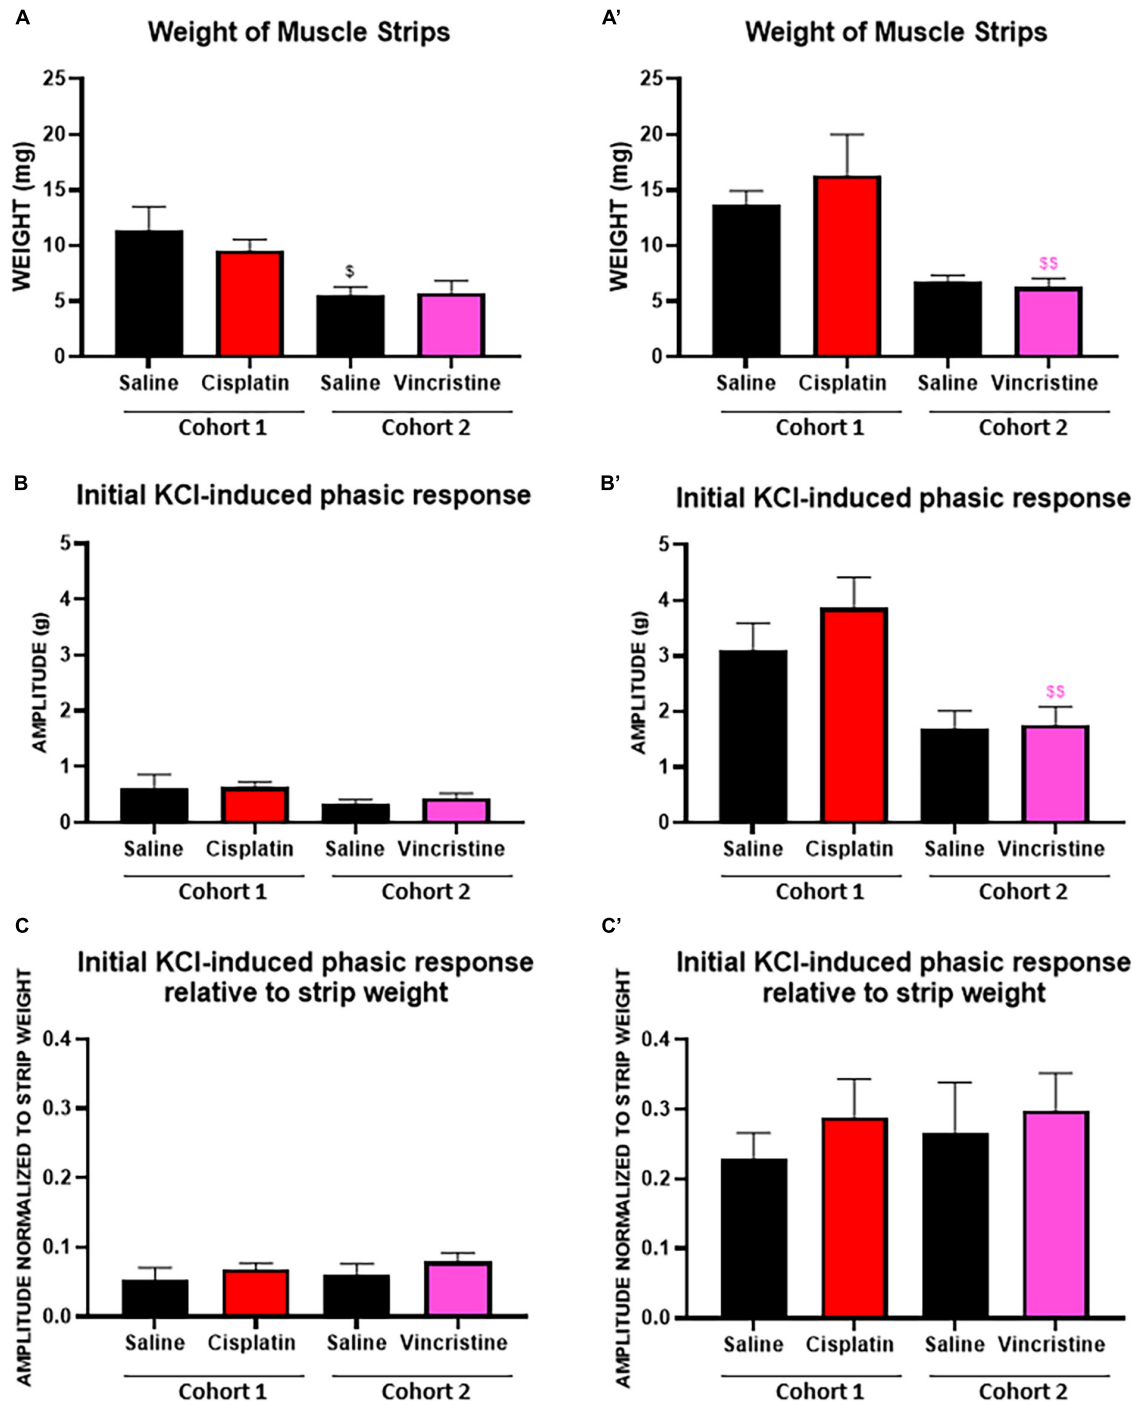 A
Weight of Muscle Strips
WEIGHT (mg)
25
20
15
10
5
0
$
Saline Cisplatin Saline Vincristine
Cohort 1 Cohort 2
A’
Weight of Muscle Strips
WEIGHT (mg)
25
20
15
10
5
0
$$
Saline Cisplatin Saline Vincristine
Cohort 1 Cohort 2
B
Initial KCl-induced phasic response
AMPLITUDE (g)
5
4
3
2
1
0
Saline Cisplatin Saline Vincristine
Cohort 1 Cohort 2
B’
Initial KCl-induced phasic response
AMPLITUDE (g)
5
4
3
2
1
0
$$
Saline Cisplatin Saline Vincristine
Cohort 1 Cohort 2
C
Initial KCl-induced phasic response
relative to strip weight
AMPLITUDE NORMALIZED TO STRIP WEIGHT
0.4
0.3
0.2
0.1
0.0
Saline Cisplatin Saline Vincristine
Cohort 1 Cohort 2
C’
Initial KCl-induced phasic response
relative to strip weight
AMPLITUDE NORMALIZED TO STRIP WEIGHT
0.4
0.3
0.2
0.1
0.0
Saline Cisplatin Saline Vincristine
Cohort 1 Cohort 2